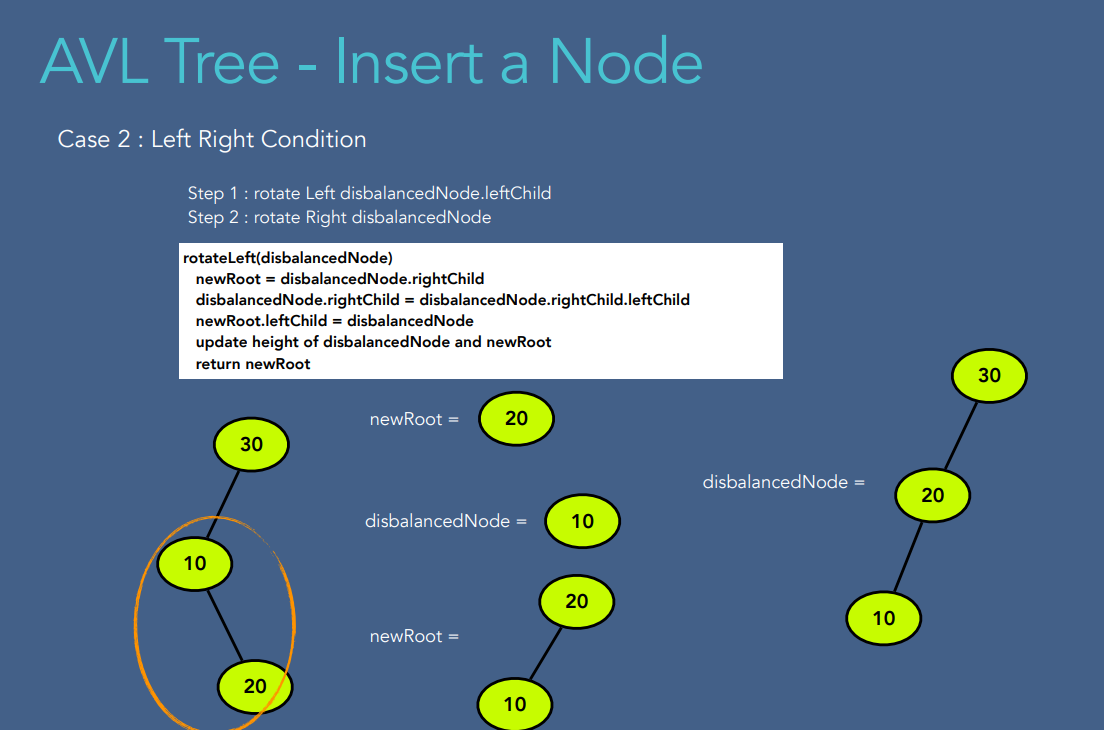 AVL Tree - Insert a Node
Case 2 : Left Right Condition
Step 1 : rotate Left disbalancedNode.leftChild
Step 2 : rotate Right disbalancedNode
rotateLeft(disbalancedNode)
newRoot = disbalancedNode.rightChild
disbalancedNode.rightChild = disbalancedNode.rightChild.leftChild
newRoot.leftChild = disbalancedNode
update height of disbalancedNode and newRoot
return newRoot
30
10
20
newRoot =
20
disbalancedNode =
10
newRoot =
20
10
disbalancedNode =
30
20
10